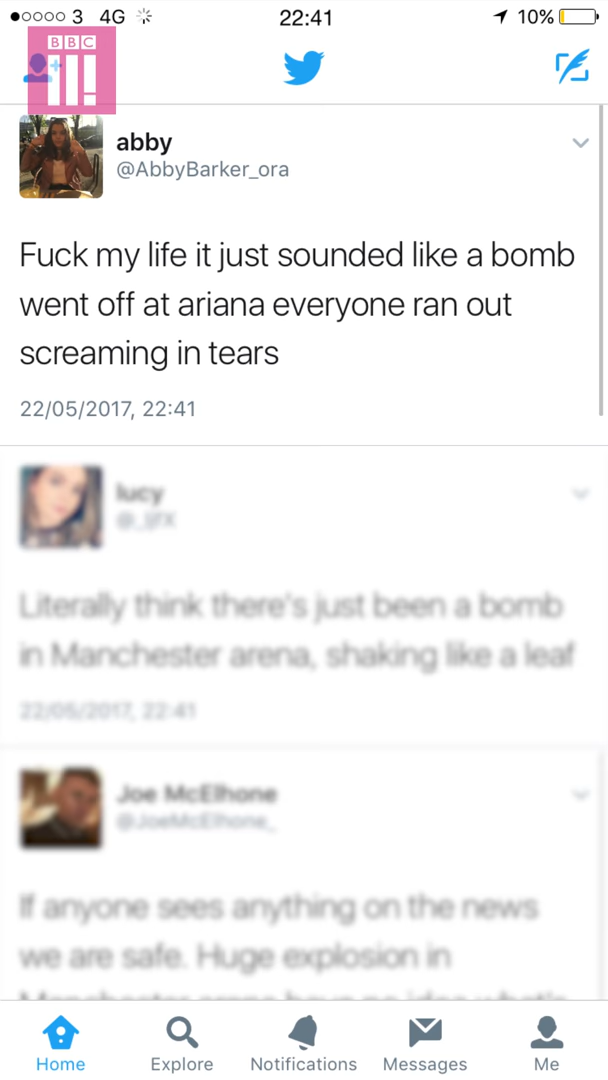 3 4G 22:41 10%
BBC
abby
@AbbyBarker_ora
Fuck my life it just sounded like a bomb
went off at ariana everyone ran out
screaming in tears
22/05/2017, 22:41
lucy
Literally think there's just been a bomb
in Manchester arena, shaking like a leaf
22/05/2017, 22:41
Joe McElhone
@JoeMcElhone_
If anyone sees anything on the news
we are safe. Huge explosion in
Home Explore Notifications Messages Me